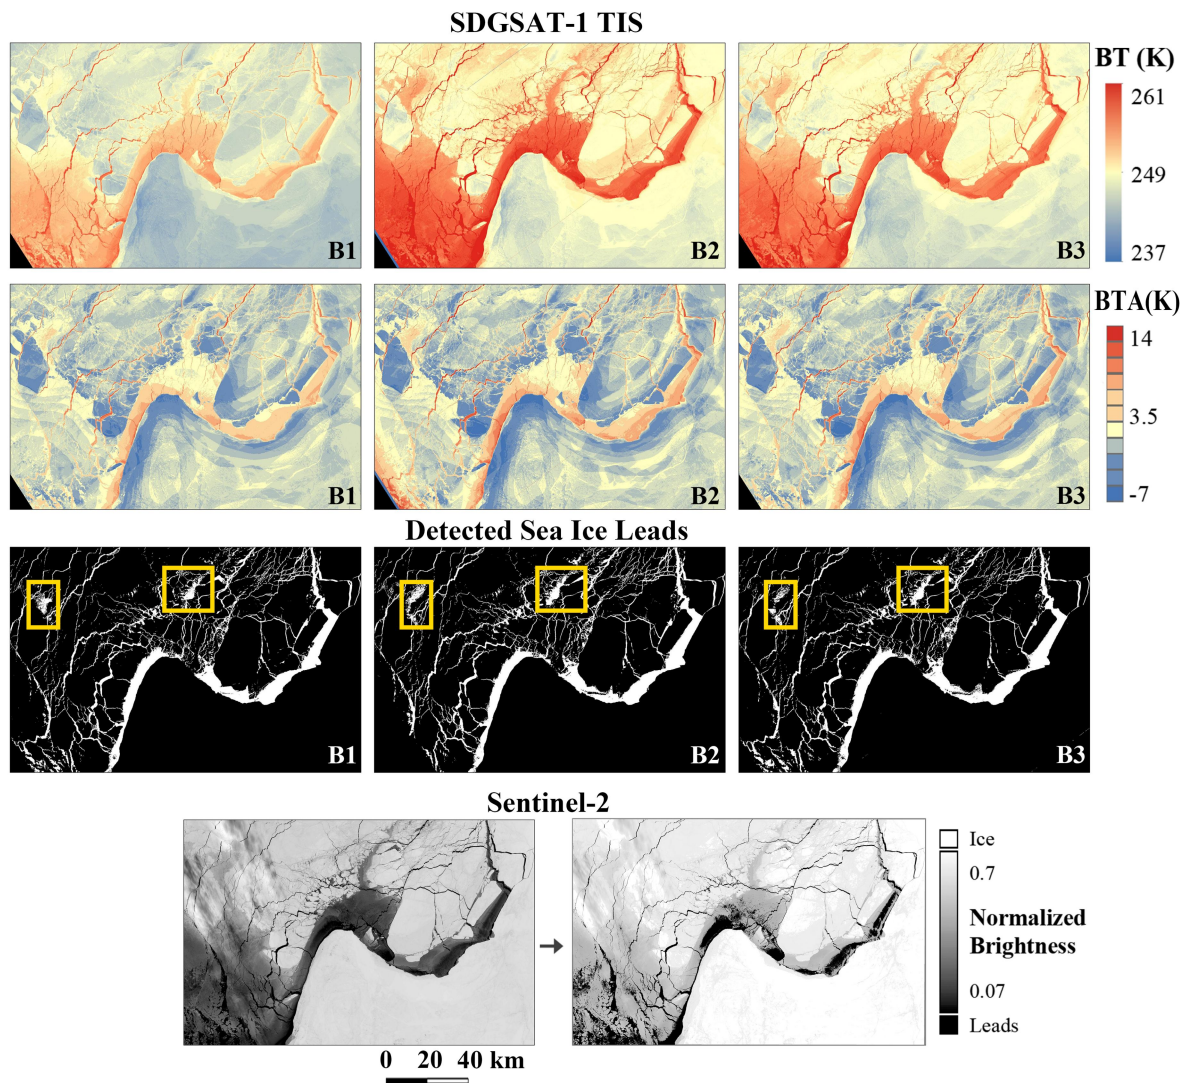 SDGSAT-1 TIS
B1
B2
B3
BT (K)
261
249
237
B1
B2
B3
BTA(K)
14
3.5
-7
Detected Sea Ice Leads
B1
B2
B3
Sentinel-2
Ice
0.7
Normalized
Brightness
0.07
Leads
0 20 40 km